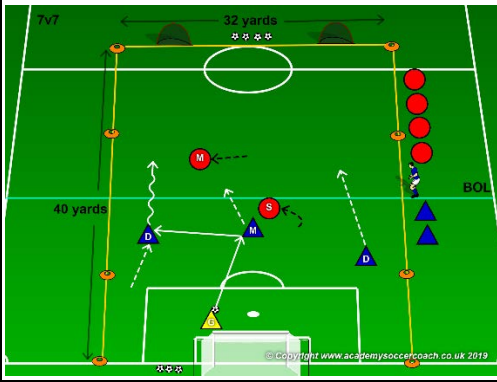 7v7
32 yards
M
BOL
S
40 yards
D
M
D
G
© Copyright www.academysoccercoach.co.uk 2019